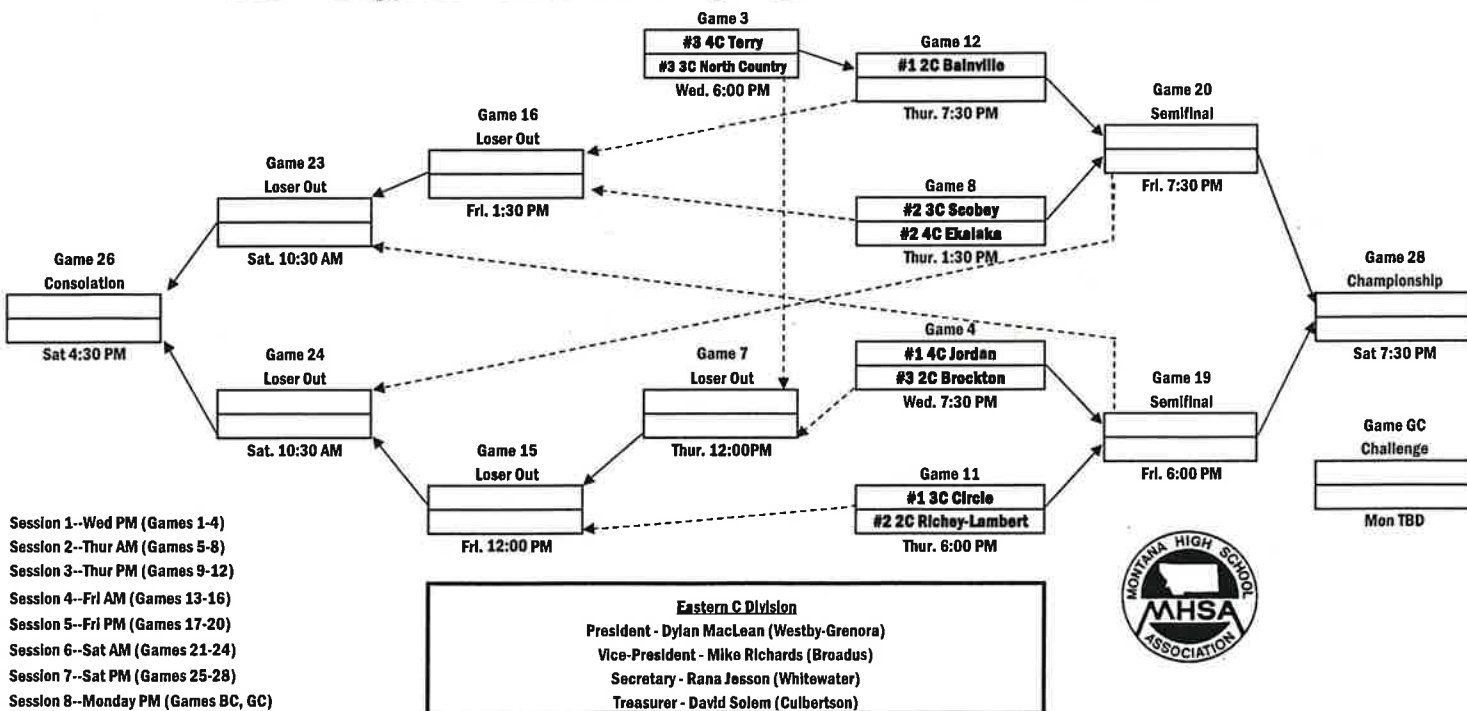 Game 3
#3 4C Terry
#3 3C North Country
Wed. 6:00 PM
Game 12
#1 2C Bainville
Thur. 7:30 PM
Game 20
Semifinal
Fri. 7:30 PM
Game 16
Loser Out
Fri. 1:30 PM
Game 23
Loser Out
Sat. 10:30 AM
Game 8
#2 3C Scobey
#2 4C Ekalaka
Thur. 1:30 PM
Game 26
Consolation
Sat 4:30 PM
Game 28
Championship
Sat 7:30 PM
Game 24
Loser Out
Sat. 10:30 AM
Game 7
Loser Out
Thur. 12:00PM
Game 4
#1 4C Jordan
#3 2C Brockton
Wed. 7:30 PM
Game 19
Semifinal
Fri. 6:00 PM
Game 15
Loser Out
Fri. 12:00 PM
Game 11
#1 3C Circle
#2 2C Richey-Lambert
Thur. 6:00 PM
Game GC
Challenge
Mon TBD
Session 1--Wed PM (Games 1-4)
Session 2--Thur AM (Games 5-8)
Session 3--Thur PM (Games 9-12)
Session 4--Fri AM (Games 13-16)
Session 5--Fri PM (Games 17-20)
Session 6--Sat AM (Games 21-24)
Session 7--Sat PM (Games 25-28)
Session 8--Monday PM (Games BC, GC)
Eastern C Division
President - Dylan MacLean (Westby-Grenora)
Vice-President - Mike Richards (Broadus)
Secretary - Rana Jesson (Whitewater)
Treasurer - David Solem (Culbertson)
MONTANA HIGH SCHOOL
MHSA
ASSOCIATION